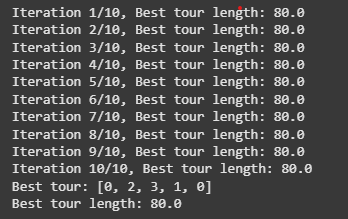 Iteration 1/10, Best tour length: 80.0
Iteration 2/10, Best tour length: 80.0
Iteration 3/10, Best tour length: 80.0
Iteration 4/10, Best tour length: 80.0
Iteration 5/10, Best tour length: 80.0
Iteration 6/10, Best tour length: 80.0
Iteration 7/10, Best tour length: 80.0
Iteration 8/10, Best tour length: 80.0
Iteration 9/10, Best tour length: 80.0
Iteration 10/10, Best tour length: 80.0
Best tour: [0, 2, 3, 1, 0]
Best tour length: 80.0